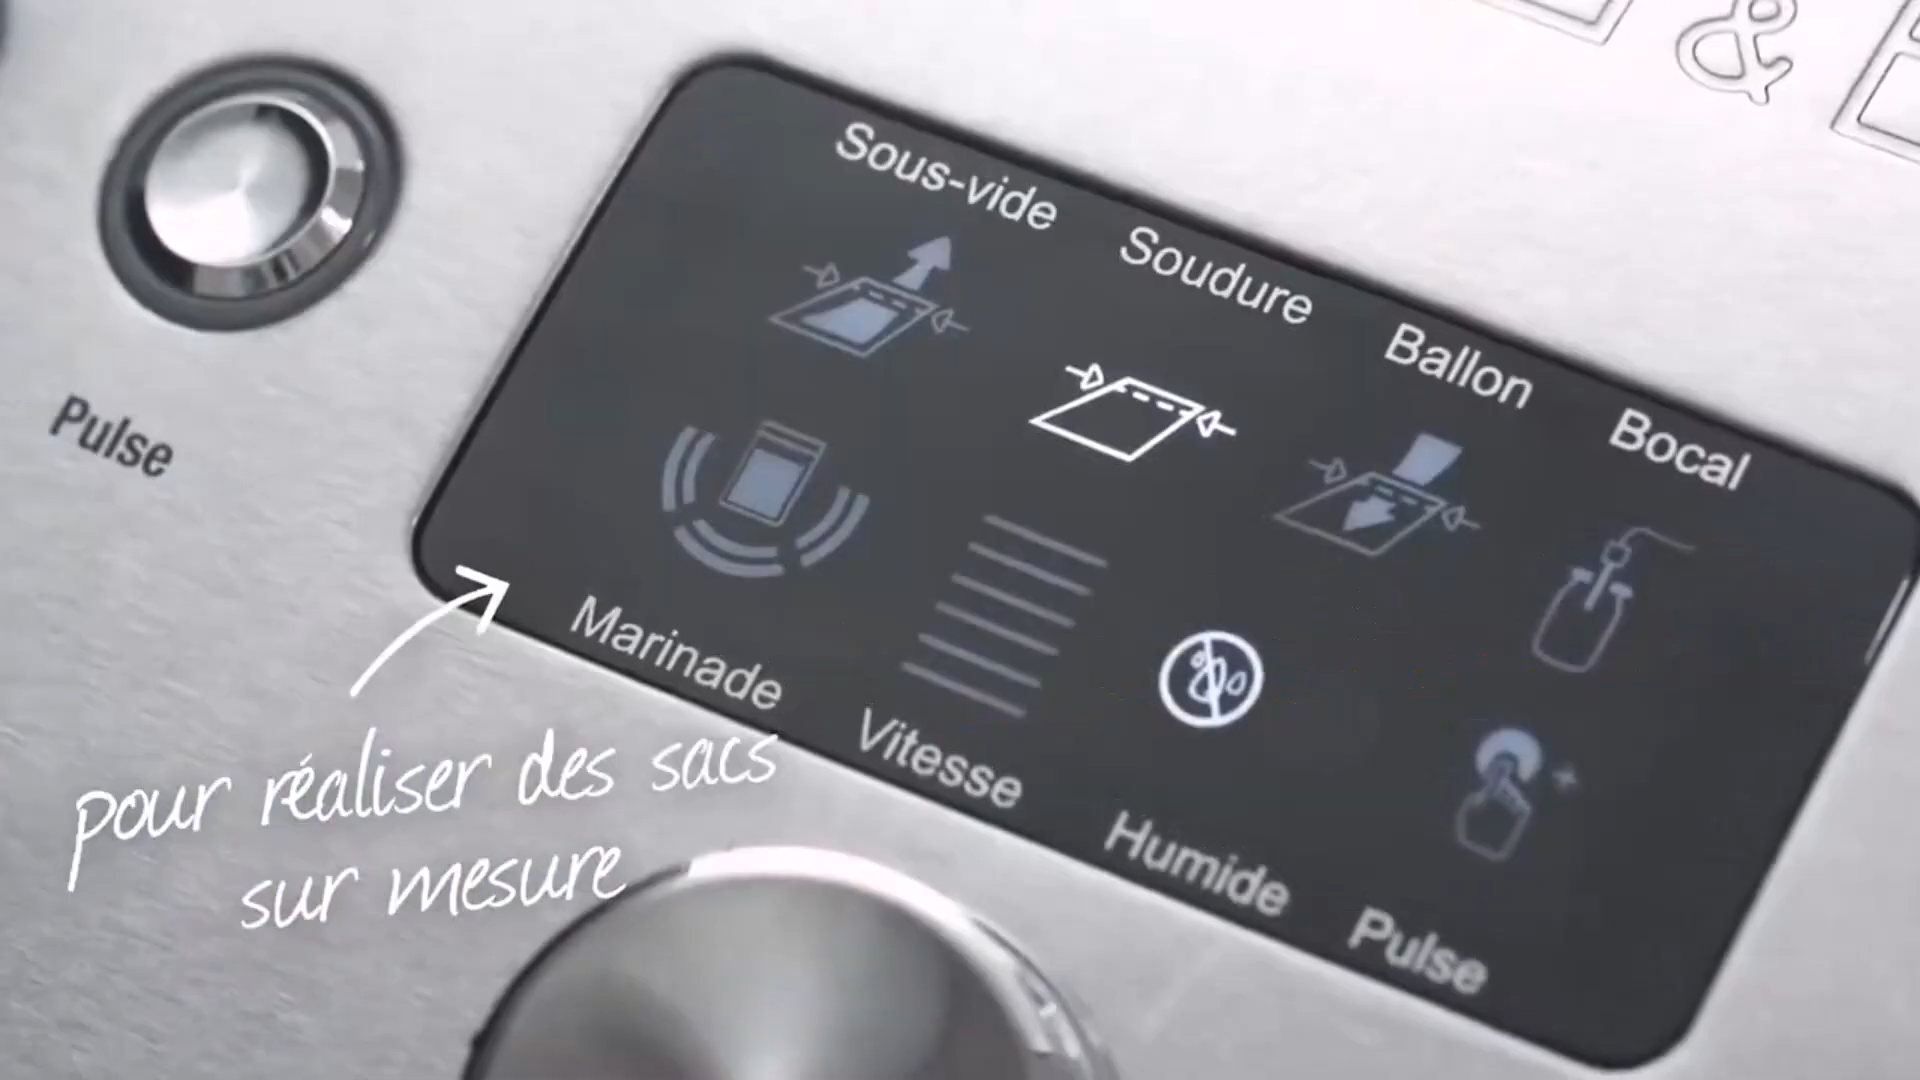 &
Sous-vide
Soudure
Ballon
Bocal
Pulse
Marinade
Vitesse
Humide
Pulse
pour réaliser des sacs
sur mesure